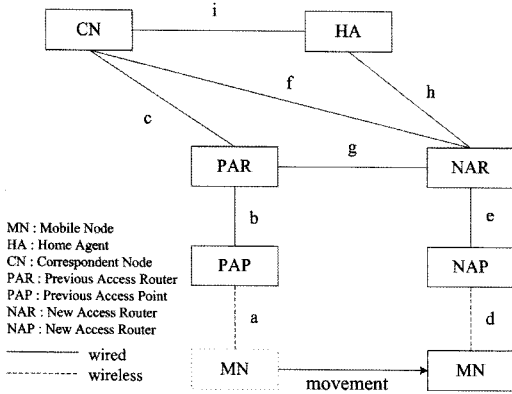 i
CN
HA
f
h
c
g
PAR
NAR
b
e
MN : Mobile Node
HA : Home Agent
CN : Correspondent Node
PAR : Previous Access Router
PAP : Previous Access Point
NAR : New Access Router
NAP : New Access Router
PAP
NAP
a
d
wired
wireless
MN
MN
movement